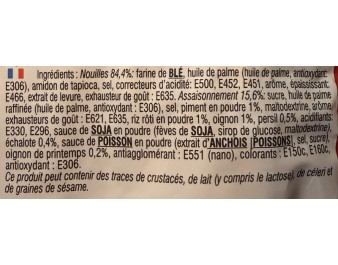 Ingrédients : Nouilles 84,4%: farine de BLÉ, huile de palme (huile de palme, antioxydant :
E306), amidon de tapioca, sel, correcteurs d'acidité: E500, E452, E451, arôme, épaississant:
E466, extrait de levure, exhausteur de goût : E635. Assaisonnement 15,6%: sucre, huile de palme
raffinée (huile de palme, antioxydant : E306), sel, piment en poudre 1%, maltodextrine, arôme,
exhausteurs de goût : E621, E635, riz rôti en poudre 1%, oignon 1%, persil 0,5%, acidifiants:
E330, E296, sauce de SOJA en poudre (fèves de SOJA, sirop de glucose, maltodextrine, sel),
échalote 0,4%, sauce de POISSON en poudre (extrait d'ANCHOIS [POISSONS], sel, sucre),
oignon de printemps 0,2%, antiagglomérant : E551 (nano), colorants : E150c, E160c,
antioxydant : E306.
Ce produit peut contenir des traces de crustacés, de lait (y compris le lactose), de céleri et
de graines de sésame.